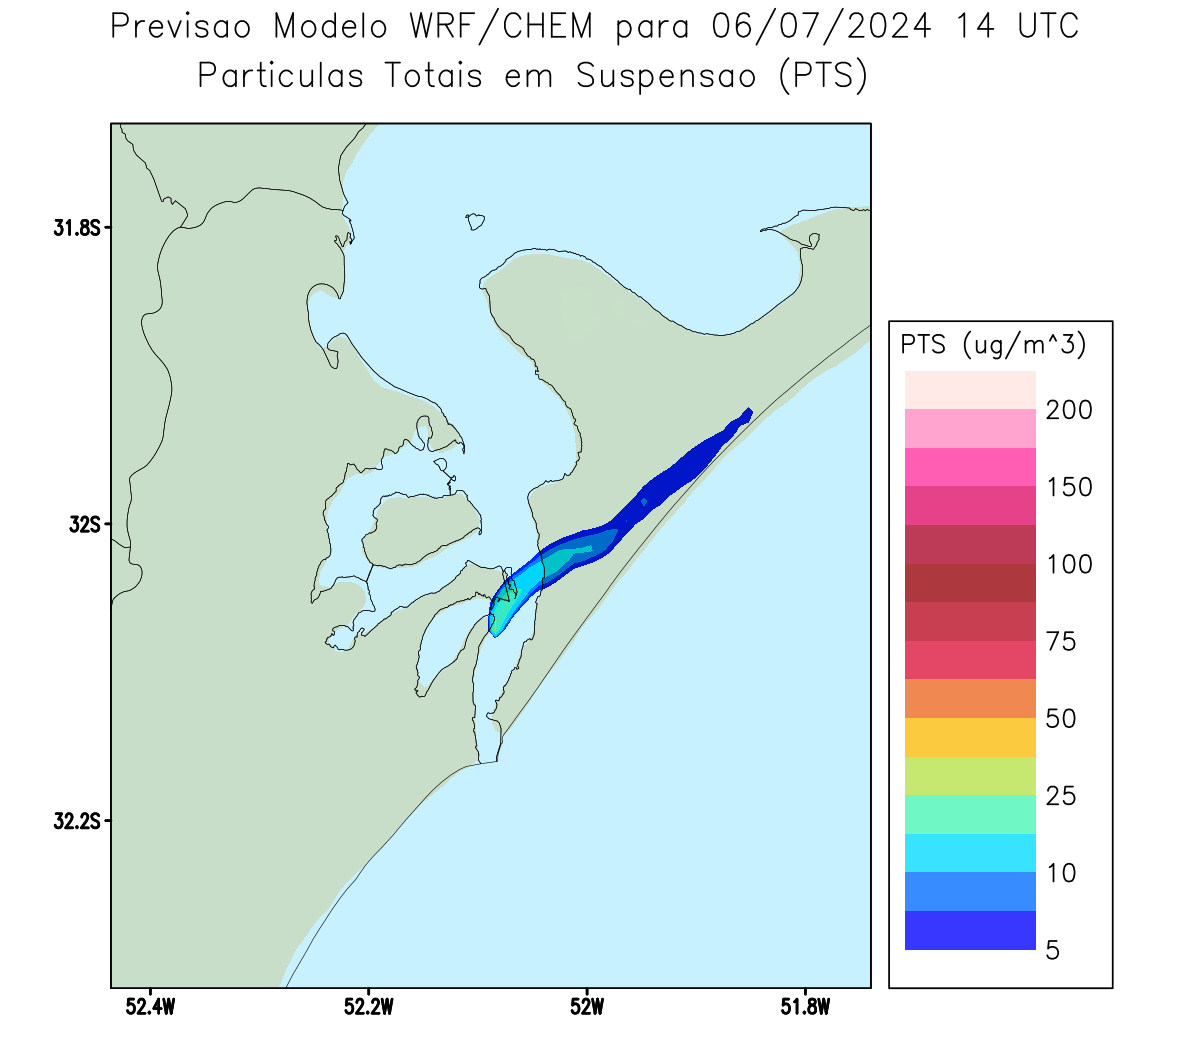 Previsao Modelo WRF/CHEM para 06/07/2024 14 UTC
Particulas Totais em Suspensao (PTS)
31.8S
32S
32.2S
52.4W
52.2W
52W
51.8W
PTS (ug/m^3)
200
150
100
75
50
25
10
5